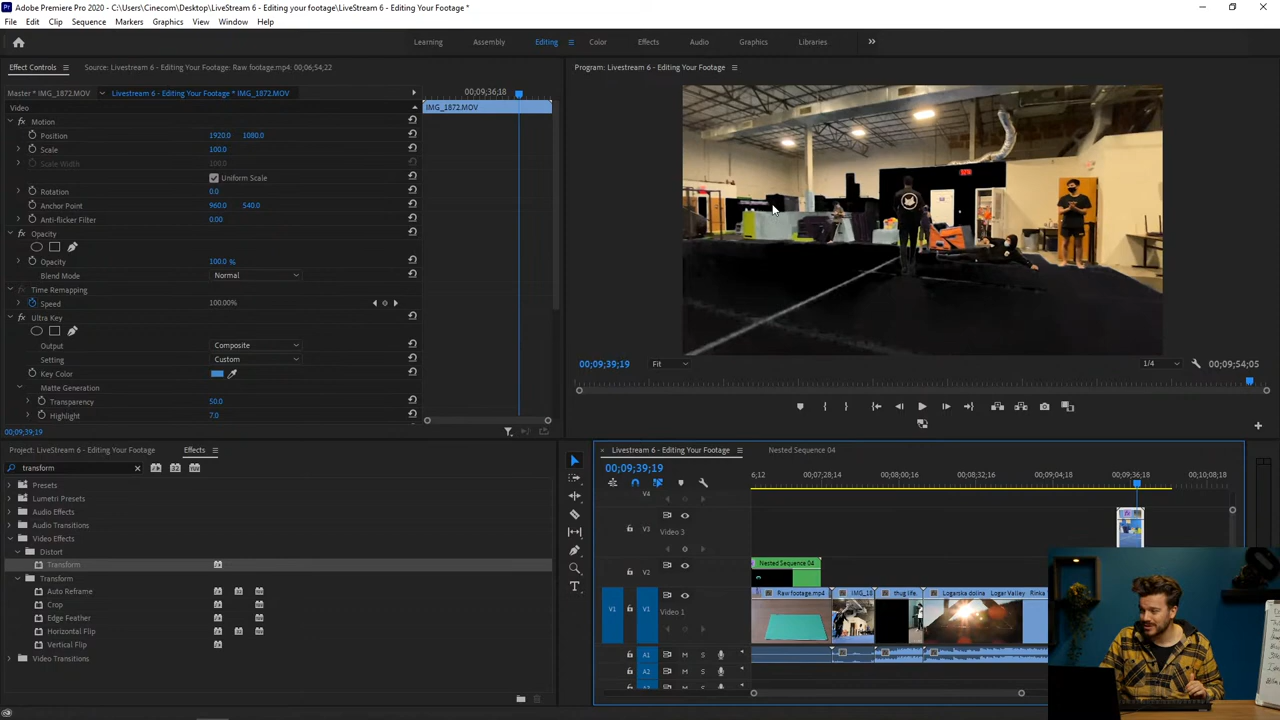 Adobe Premiere Pro 2020 - C:\Users\Cinecom\Desktop\LiveStream 6 - Editing your footage\LiveStream 6 - Editing Your Footage *
File Edit Clip Sequence Markers Graphics View Window Help
Learning Assembly Editing Color Effects Audio Graphics Libraries
Effect Controls Source: Livestream 6 - Editing Your Footage: Raw footage.mp4: 00;06;54;22
Program: Livestream 6 - Editing Your Footage
Master * IMG_1872.MOV Livestream 6 - Editing Your Footage * IMG_1872.MOV 00;09;36;18
Video IMG_1872.MOV
Motion
Position 1920.0 1080.0
Scale 100.0
Scale Width 100.0
Uniform Scale
Rotation 0.0
Anchor Point 960.0 540.0
Anti-flicker Filter 0.00
Opacity
Opacity 100.0 %
Blend Mode Normal
Time Remapping
Speed 100.00%
Ultra Key
Output Composite
Setting Custom
Key Color
Matte Generation
Transparency 50.0
Highlight 7.0
00;09;39;19
00;09;39;19 Fit 1/4 00;09;54;05
Project: LiveStream 6 - Editing Your Footage Effects
transform
Presets
Lumetri Presets
Audio Effects
Audio Transitions
Video Effects
Distort
Transform
Transform
Auto Reframe
Crop
Edge Feather
Horizontal Flip
Vertical Flip
Video Transitions
Livestream 6 - Editing Your Footage Nested Sequence 04
00;09;39;19
6;12 00;07;28;14 00;08;00;16 00;08;32;16 00;09;04;18 00;09;36;18 00;10;08;18
V4
V3 Video 3
V2 Nested Sequence 04
V1 V1 Video 1 Raw footage.mp4 IMG_18 thug life. Logarska dolina Logar Valley Rinka
A1 M S
A2 M S